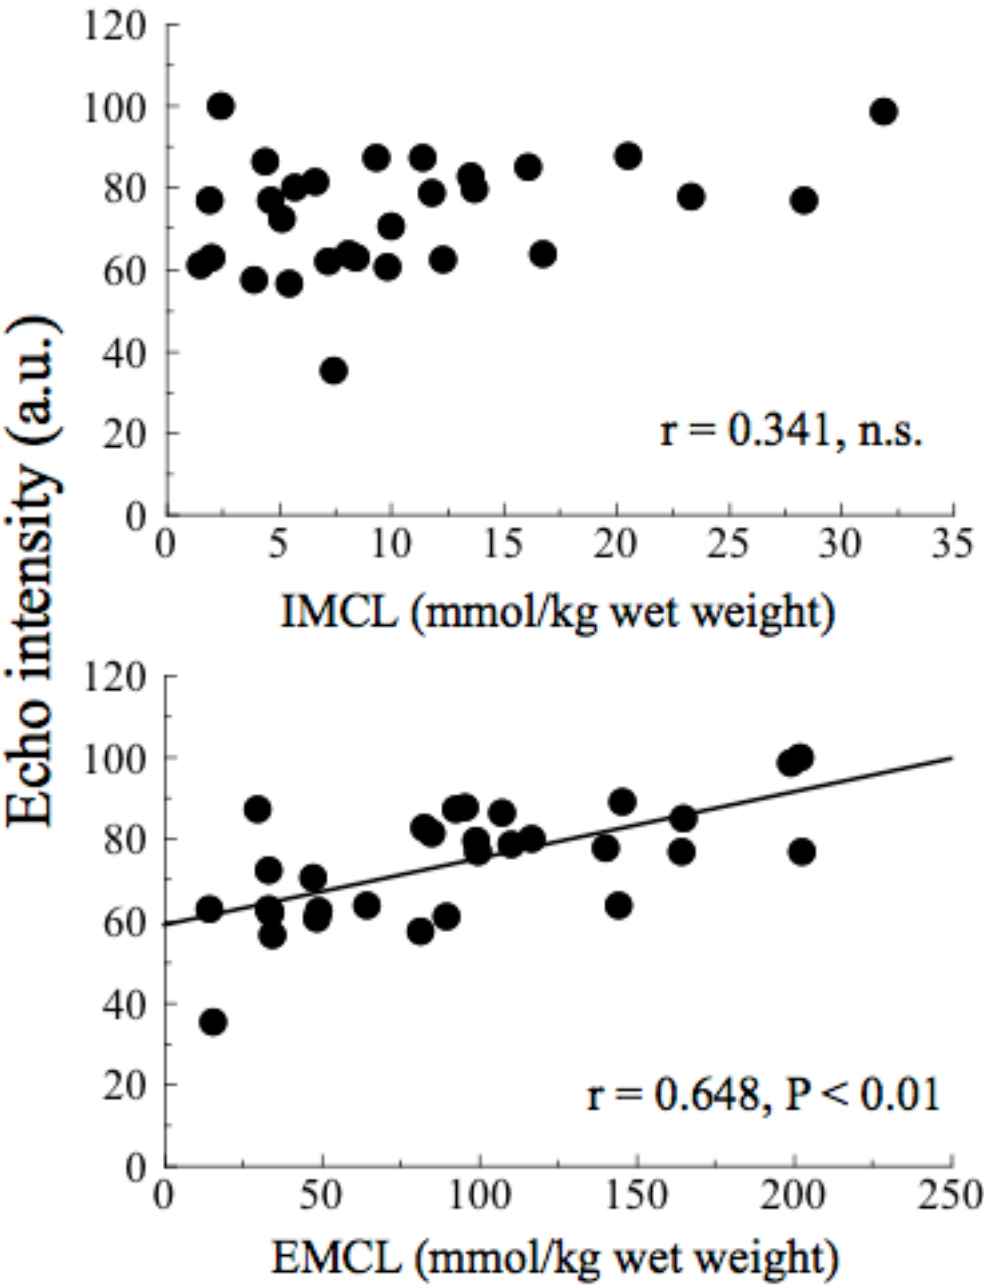 Echo intensity (a.u.)
120
100
80
60
40
20
0
r = 0.341, n.s.
0 5 10 15 20 25 30 35
IMCL (mmol/kg wet weight)
120
100
80
60
40
20
0
r = 0.648, P < 0.01
0 50 100 150 200 250
EMCL (mmol/kg wet weight)